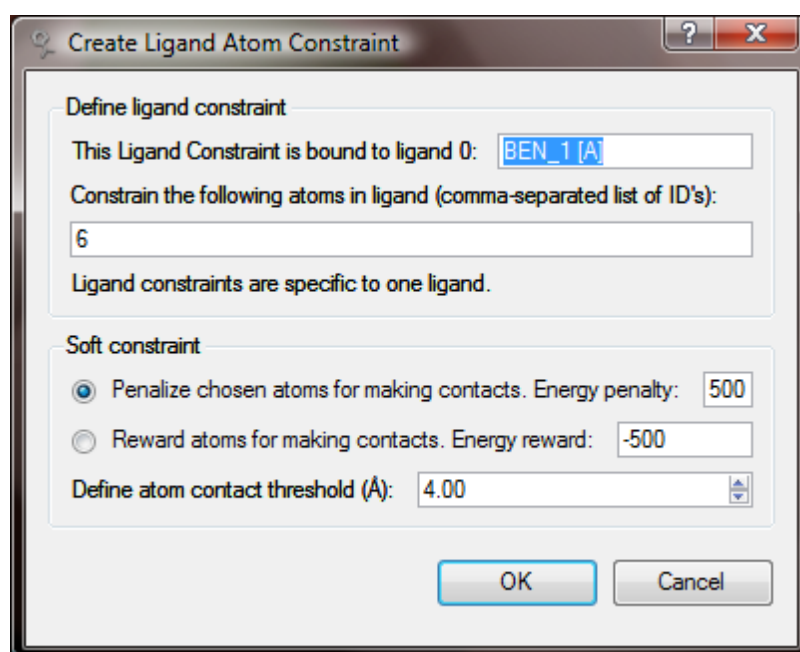 Create Ligand Atom Constraint
?
X
Define ligand constraint
This Ligand Constraint is bound to ligand 0: BEN_1 [A]
Constrain the following atoms in ligand (comma-separated list of ID's):
6
Ligand constraints are specific to one ligand.
Soft constraint
Penalize chosen atoms for making contacts. Energy penalty: 500
Reward atoms for making contacts. Energy reward: -500
Define atom contact threshold (Å): 4.00
OK Cancel